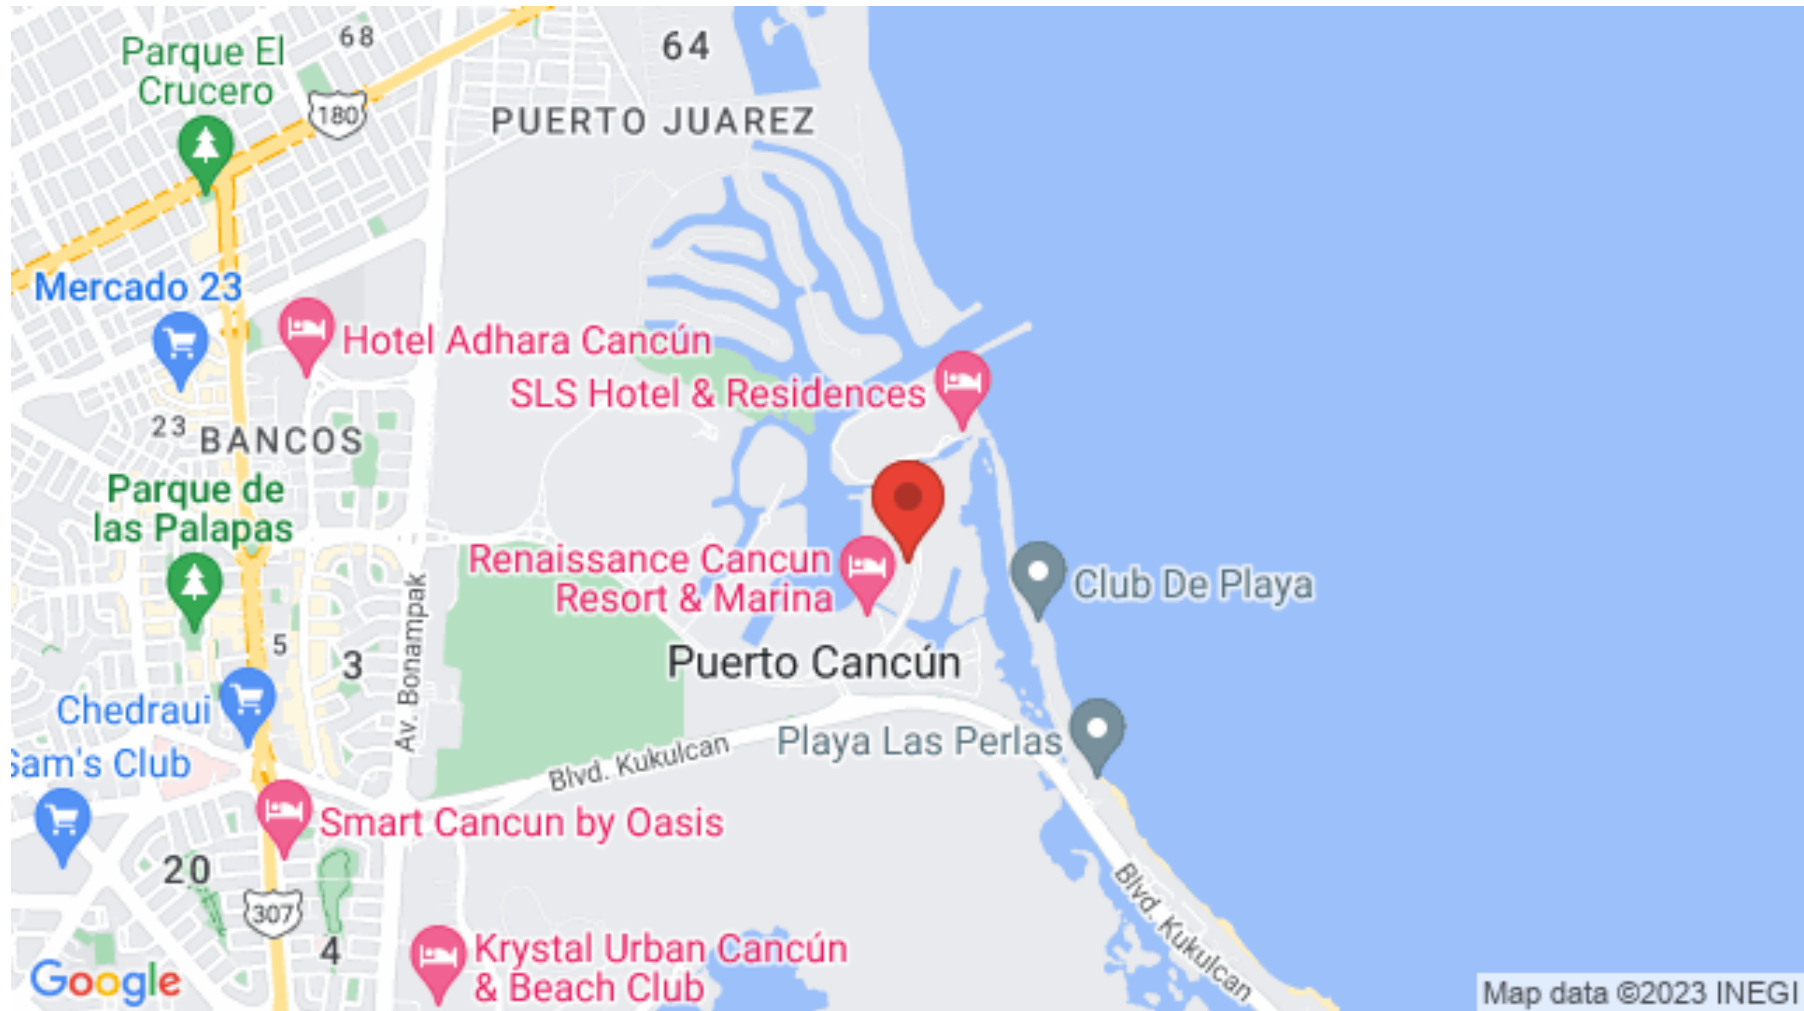 68
64
Parque El
Crucero
180
PUERTO JUAREZ
Mercado 23
Hotel Adhara Cancún
SLS Hotel & Residences
23
BANCOS
Parque de
las Palapas
Renaissance Cancun
Resort & Marina
Club De Playa
5
3
Av. Bonampak
Puerto Cancún
Chedraui
Sam's Club
Blvd. Kukulcan
Playa Las Perlas
Smart Cancun by Oasis
20
307
4
Blvd. Kukulcan
Krystal Urban Cancún
& Beach Club
Google
Map data ©2023 INEGI